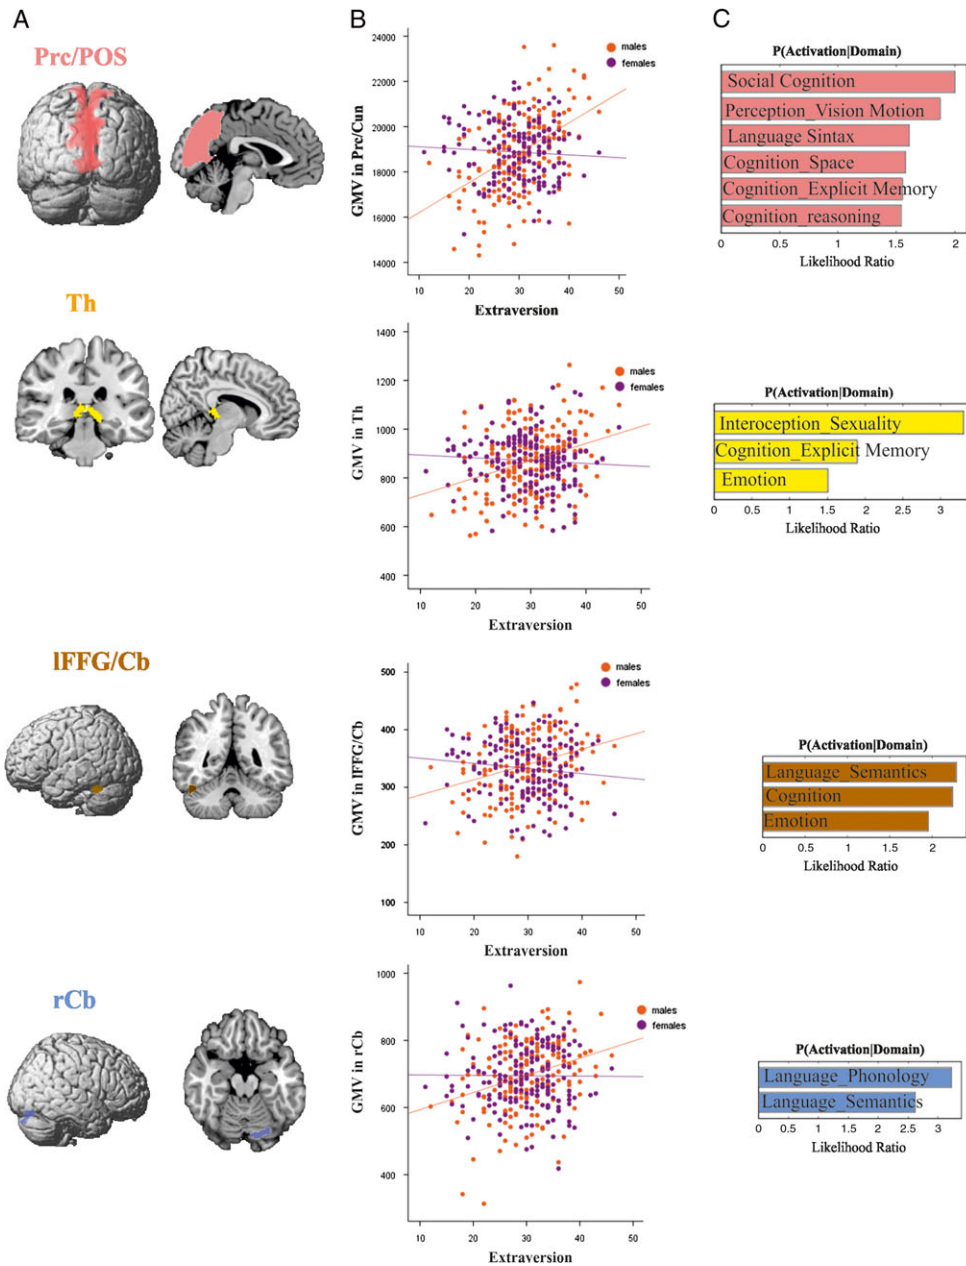 A
B
C
Prc/POS
GMV in Prc/Cun
24000
22000
20000
18000
16000
14000
males
females
10 20 30 40 50
Extraversion
P(Activation|Domain)
Social Cognition
Perception_Vision Motion
Language Sintax
Cognition_Space
Cognition_Explicit Memory
Cognition_reasoning
0 0.5 1 1.5 2
Likelihood Ratio
Th
GMV in Th
1400
1200
1000
800
600
400
males
females
10 20 30 40 50
Extraversion
P(Activation|Domain)
Interoception_Sexuality
Cognition_Explicit Memory
Emotion
0 0.5 1 1.5 2 2.5 3
Likelihood Ratio
lFFG/Cb
GMV in lFFG/Cb
500
400
300
200
100
males
females
10 20 30 40 50
Extraversion
P(Activation|Domain)
Language_Semantics
Cognition
Emotion
0 0.5 1 1.5 2
Likelihood Ratio
rCb
GMV in rCb
1000
800
600
400
males
females
10 20 30 40 50
Extraversion
P(Activation|Domain)
Language_Phonology
Language_Semantics
0 0.5 1 1.5 2 2.5 3
Likelihood Ratio